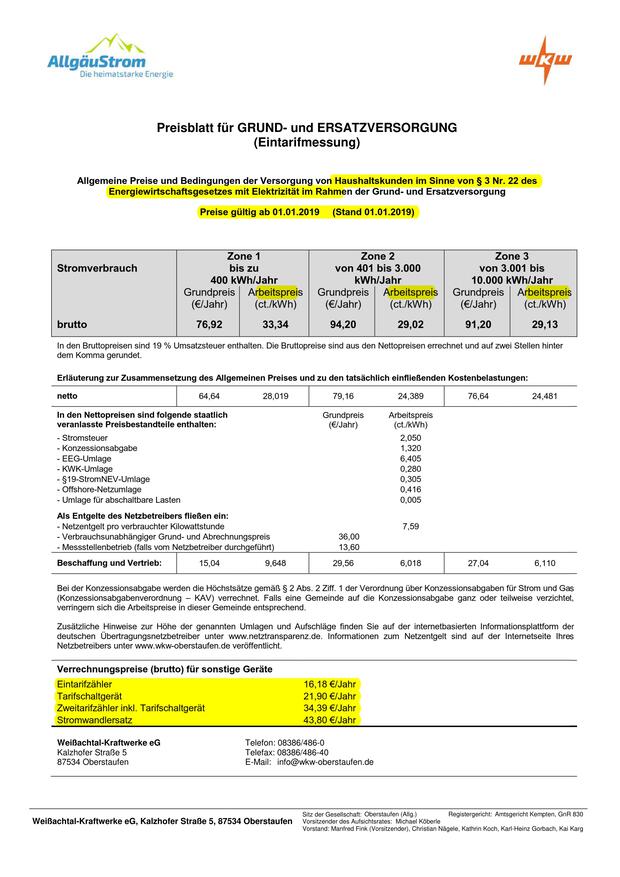 AllgäuStrom
Die heimatstarke Energie
wkw
Preisblatt für GRUND- und ERSATZVERSORGUNG
(Eintarifmessung)
Allgemeine Preise und Bedingungen der Versorgung von Haushaltskunden im Sinne von § 3 Nr. 22 des
Energiewirtschaftsgesetzes mit Elektrizität im Rahmen der Grund- und Ersatzversorgung
Preise gültig ab 01.01.2019 (Stand 01.01.2019)
Zone 1 Zone 2 Zone 3
Stromverbrauch bis zu von 401 bis 3.000 von 3.001 bis
400 kWh/Jahr kWh/Jahr 10.000 kWh/Jahr
Grundpreis Arbeitspreis Grundpreis Arbeitspreis Grundpreis Arbeitspreis
(€/Jahr) (ct./kWh) (€/Jahr) (ct./kWh) (€/Jahr) (ct./kWh)
brutto 76,92 33,34 94,20 29,02 91,20 29,13
In den Bruttopreisen sind 19 % Umsatzsteuer enthalten. Die Bruttopreise sind aus den Nettopreisen errechnet und auf zwei Stellen hinter
dem Komma gerundet.
Erläuterung zur Zusammensetzung des Allgemeinen Preises und zu den tatsächlich einfließenden Kostenbelastungen:
netto 64,64 28,019 79,16 24,389 76,64 24,481
In den Nettopreisen sind folgende staatlich Grundpreis Arbeitspreis
veranlasste Preisbestandteile enthalten: (€/Jahr) (ct./kWh)
- Stromsteuer 2,050
- Konzessionsabgabe 1,320
- EEG-Umlage 6,405
- KWK-Umlage 0,280
- §19-StromNEV-Umlage 0,305
- Offshore-Netzumlage 0,416
- Umlage für abschaltbare Lasten 0,005
Als Entgelte des Netzbetreibers fließen ein:
- Netzentgelt pro verbrauchter Kilowattstunde 7,59
- Verbrauchsunabhängiger Grund- und Abrechnungspreis 36,00
- Messstellenbetrieb (falls vom Netzbetreiber durchgeführt) 13,60
Beschaffung und Vertrieb: 15,04 9,648 29,56 6,018 27,04 6,110
Bei der Konzessionsabgabe werden die Höchstsätze gemäß § 2 Abs. 2 Ziff. 1 der Verordnung über Konzessionsabgaben für Strom und Gas
(Konzessionsabgabenverordnung – KAV) verrechnet. Falls eine Gemeinde auf die Konzessionsabgabe ganz oder teilweise verzichtet,
verringern sich die Arbeitspreise in dieser Gemeinde entsprechend.
Zusätzliche Hinweise zur Höhe der genannten Umlagen und Aufschläge finden Sie auf der internetbasierten Informationsplattform der
deutschen Übertragungsnetzbetreiber unter www.netztransparenz.de. Informationen zum Netzentgelt sind auf der Internetseite Ihres
Netzbetreibers unter www.wkw-oberstaufen.de veröffentlicht.
Verrechnungspreise (brutto) für sonstige Geräte
Eintarifzähler 16,18 €/Jahr
Tarifschaltgerät 21,90 €/Jahr
Zweitarifzähler inkl. Tarifschaltgerät 34,39 €/Jahr
Stromwandlersatz 43,80 €/Jahr
Weißachtal-Kraftwerke eG Telefon: 08386/486-0
Kalzhofer Straße 5 Telefax: 08386/486-40
87534 Oberstaufen E-Mail: info@wkw-oberstaufen.de
Weißachtal-Kraftwerke eG, Kalzhofer Straße 5, 87534 Oberstaufen
Sitz der Gesellschaft: Oberstaufen (Allg.) Registergericht: Amtsgericht Kempten, GnR 830
Vorsitzender des Aufsichtsrates: Michael Köberle
Vorstand: Manfred Fink (Vorsitzender), Christian Nägele, Kathrin Koch, Karl-Heinz Gorbach, Kai Karg